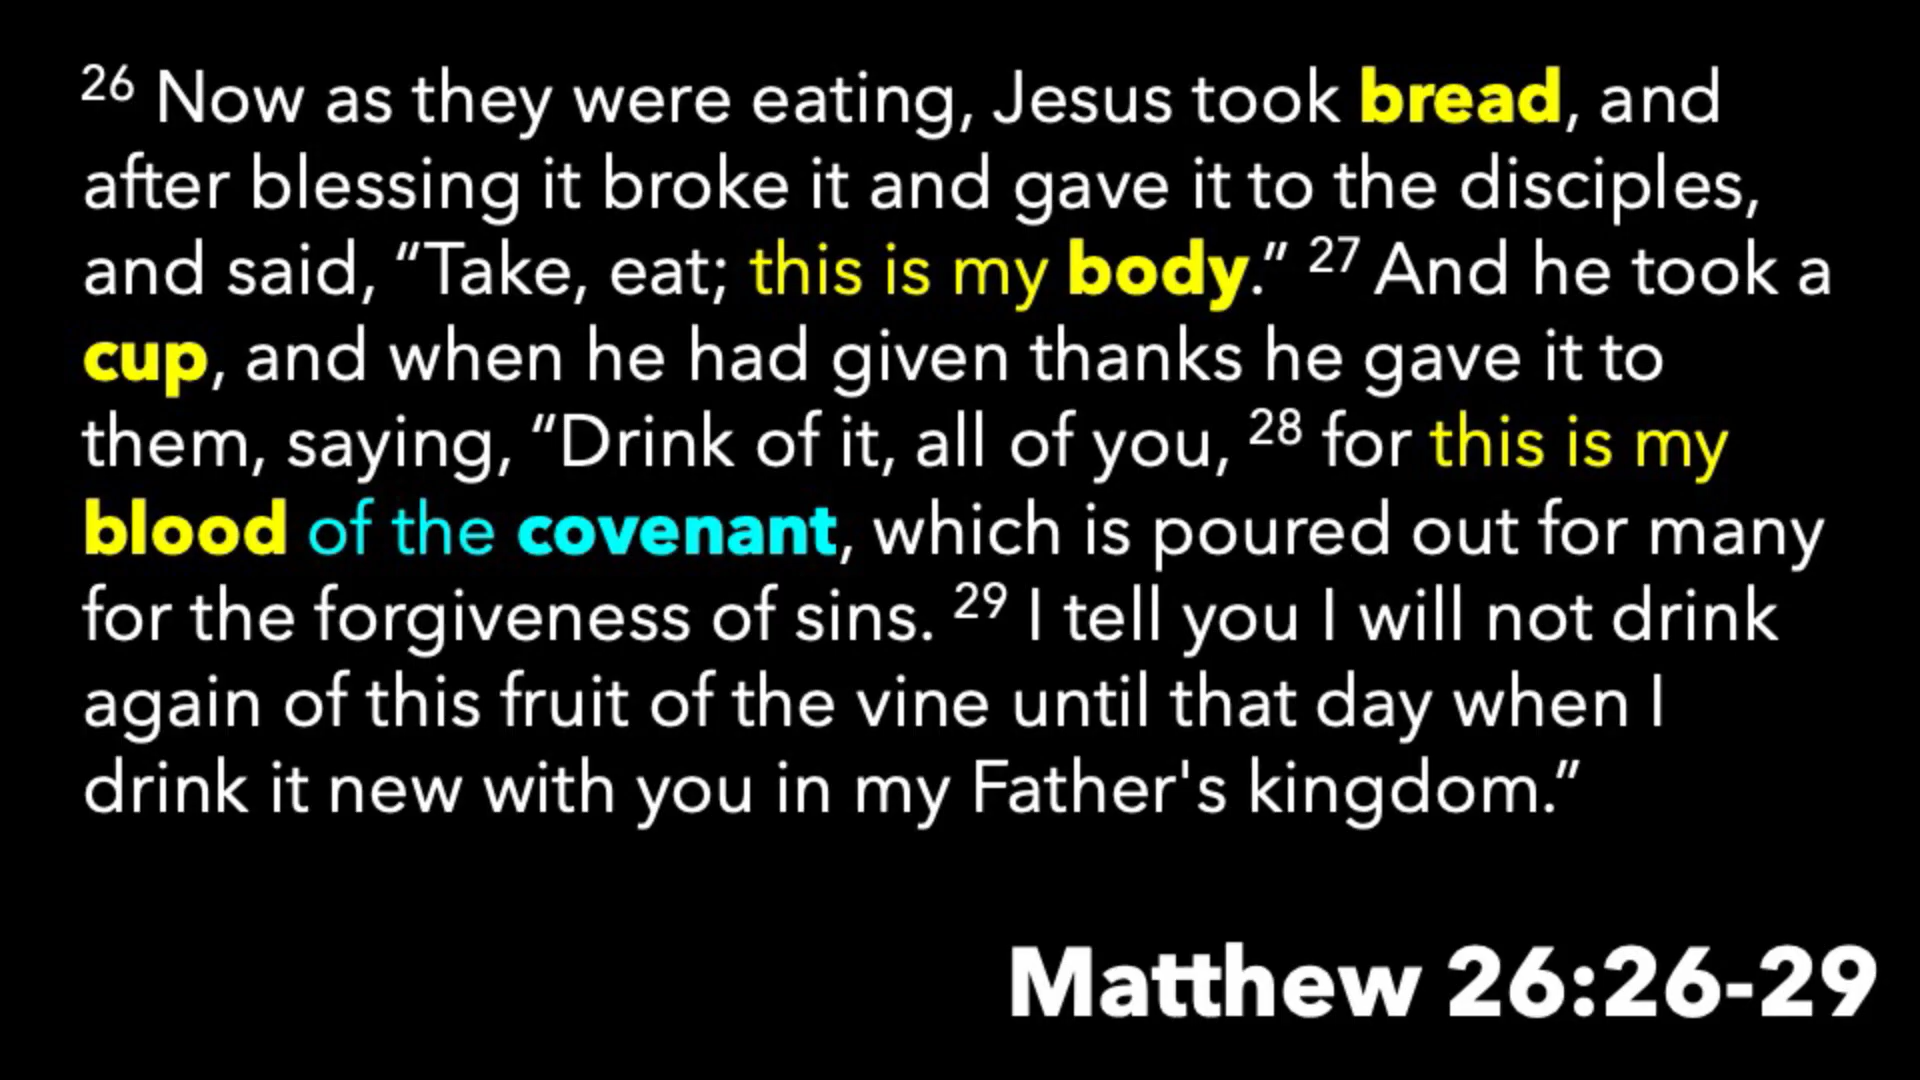 26 Now as they were eating, Jesus took bread, and
after blessing it broke it and gave it to the disciples,
and said, “Take, eat; this is my body.” 27 And he took a
cup, and when he had given thanks he gave it to
them, saying, “Drink of it, all of you, 28 for this is my
blood of the covenant, which is poured out for many
for the forgiveness of sins. 29 I tell you I will not drink
again of this fruit of the vine until that day when I
drink it new with you in my Father's kingdom.”
Matthew 26:26-29